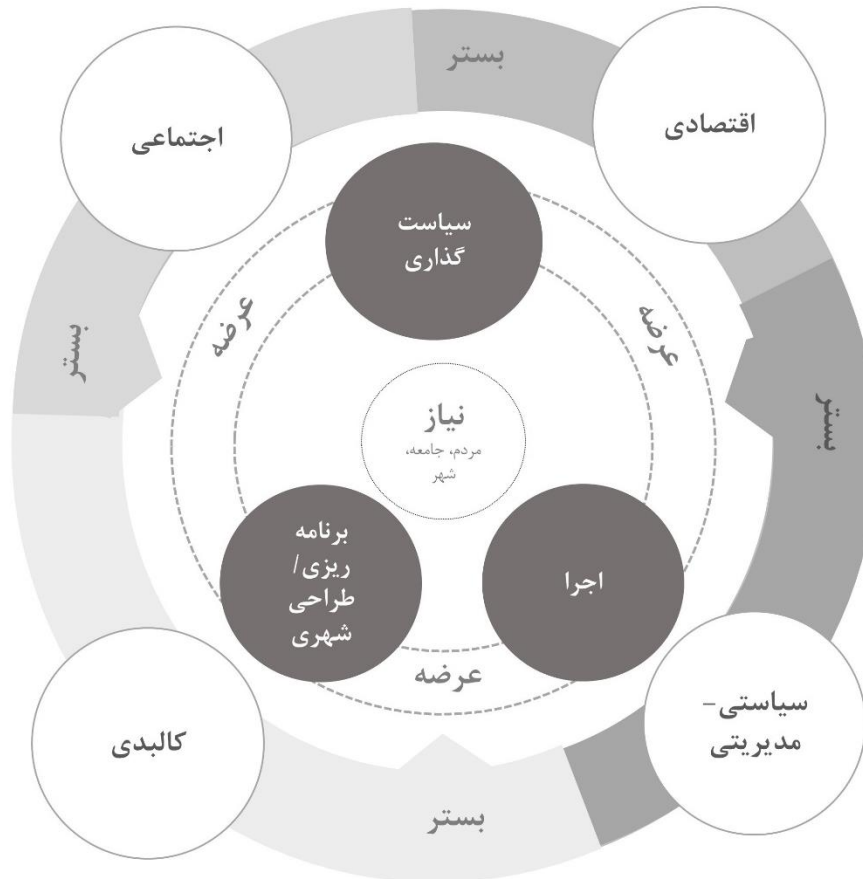 بستر
اقتصادی
اجتماعی
سیاست
گذاری
عرضه
عرضه
بستر
بستر
نیاز
مردم، جامعه،
شهر
برنامه
ریزی/
طراحی
شهری
اجرا
عرضه
سیاستی-
مدیریتی
کالبدی
بستر